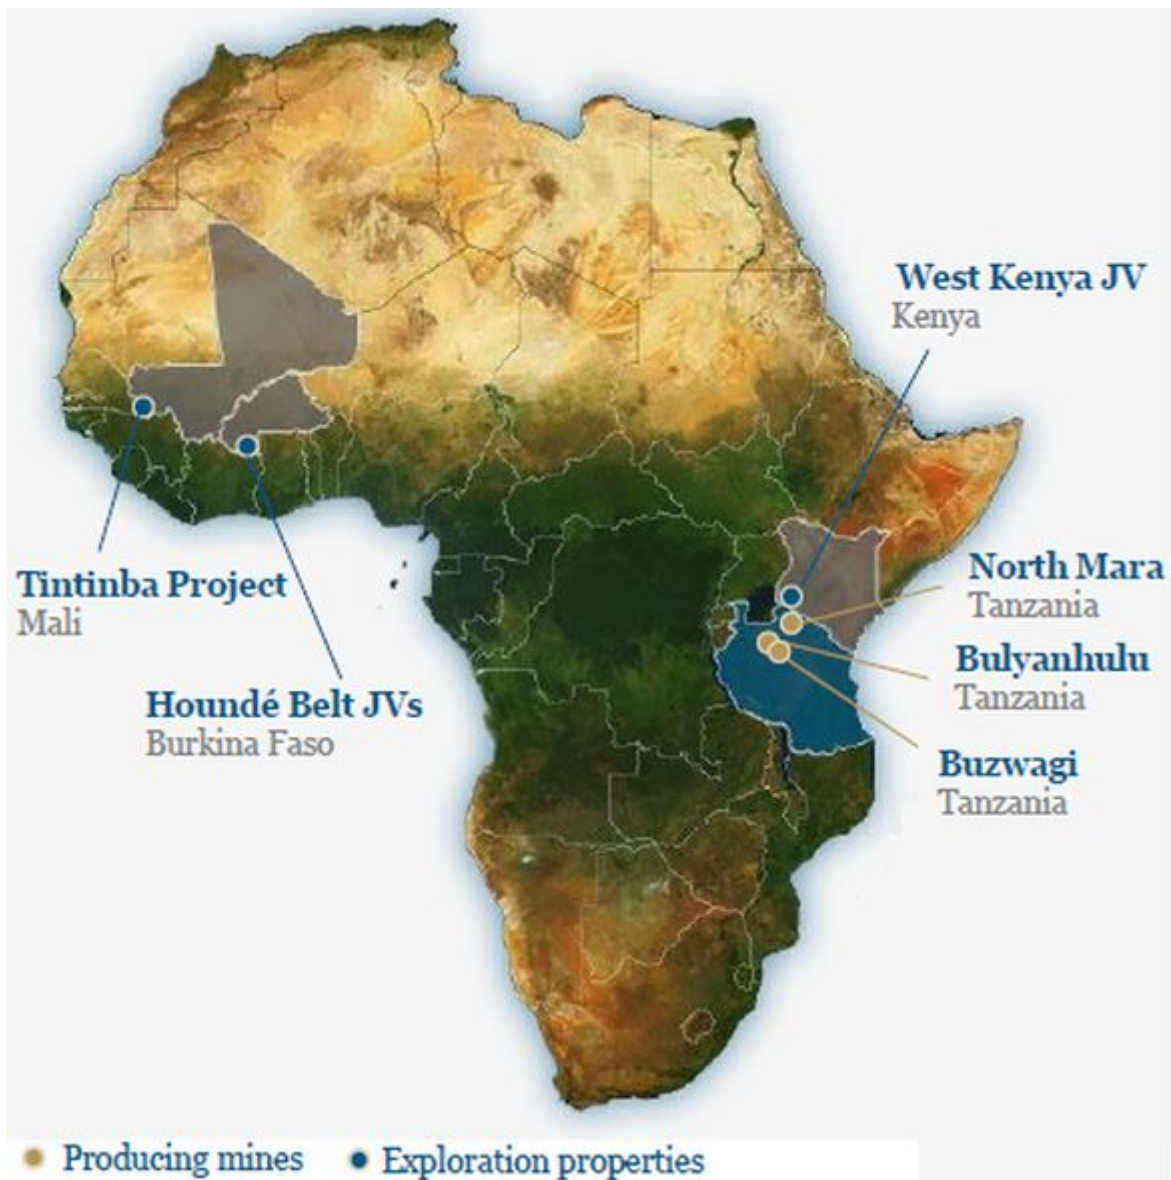 West Kenya JV
Kenya
North Mara
Tanzania
Tintinba Project
Mali
Bulyanhulu
Tanzania
Houndé Belt JVs
Burkina Faso
Buzwagi
Tanzania
Producing mines
Exploration properties